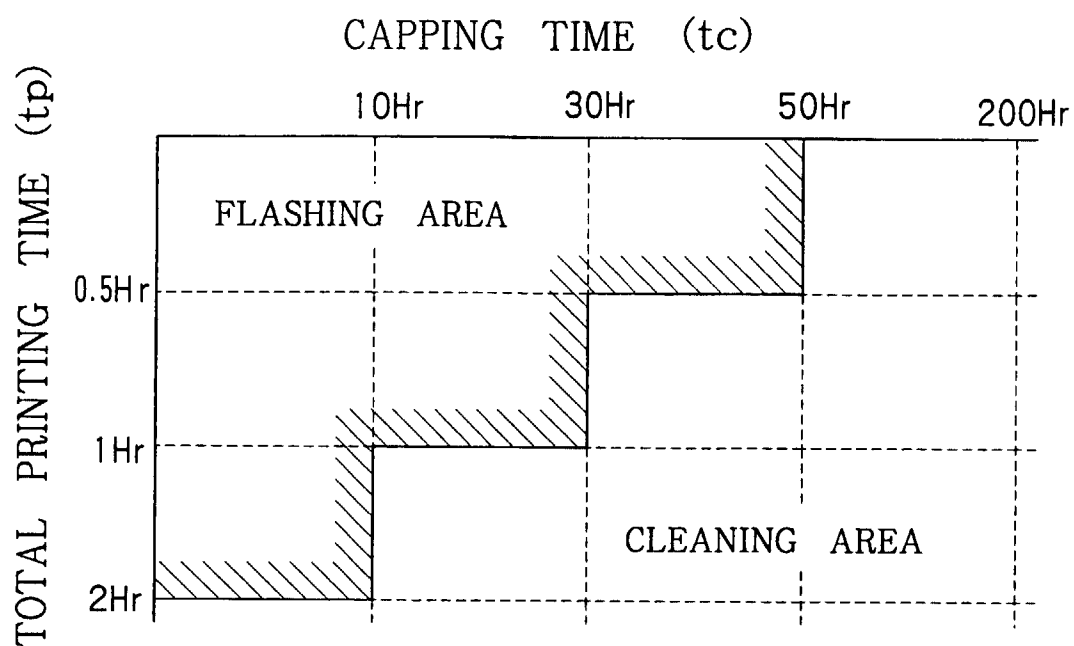 CAPPING TIME (tc)
10Hr 30Hr 50Hr 200Hr
TOTAL PRINTING TIME (tp)
FLASHING AREA
0.5Hr
1Hr
CLEANING AREA
2Hr